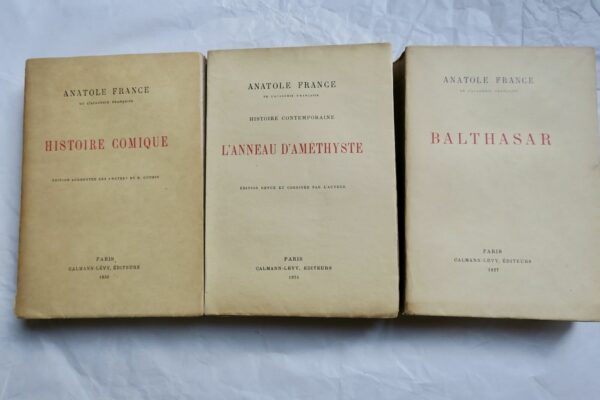 ANATOLE FRANCE
DE L'ACADÉMIE FRANÇAISE
HISTOIRE COMIQUE
PARIS
CALMANN-LÉVY, ÉDITEURS
ANATOLE FRANCE
DE L'ACADÉMIE FRANÇAISE
HISTOIRE CONTEMPORAINE
L'ANNEAU D'AMÉTHYSTE
ÉDITION REVUE ET CORRIGÉE PAR L'AUTEUR
PARIS
CALMANN-LÉVY, ÉDITEURS
ANATOLE FRANCE
DE L'ACADÉMIE FRANÇAISE
BALTHASAR
PARIS
CALMANN-LÉVY, ÉDITEURS
1927